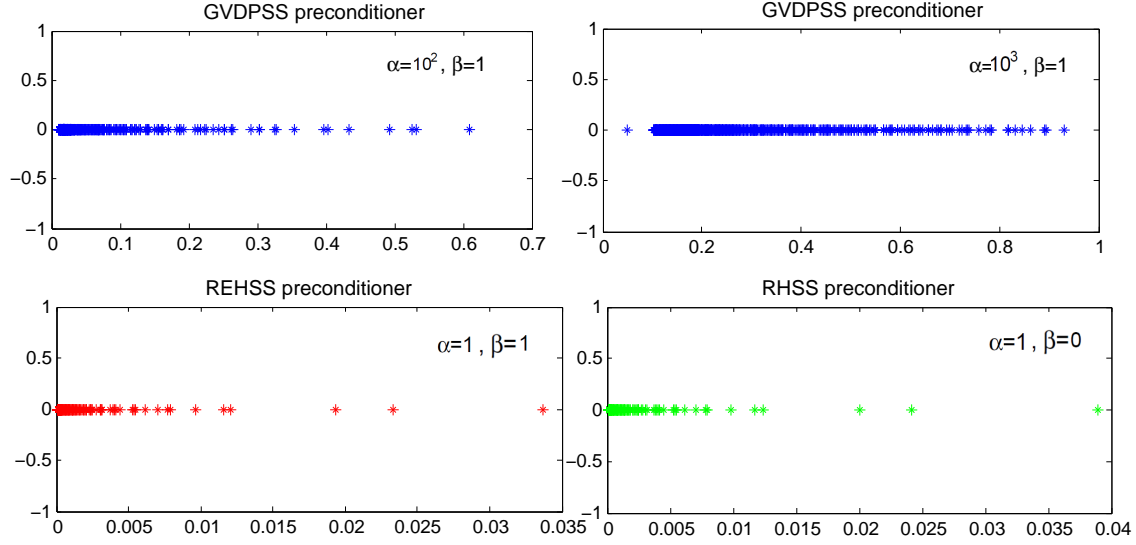 GVDPSS preconditioner
1
0.5
0
−0.5
−1
α=10², β=1
0 0.1 0.2 0.3 0.4 0.5 0.6 0.7
GVDPSS preconditioner
1
0.5
0
−0.5
−1
α=10³, β=1
0 0.2 0.4 0.6 0.8 1
REHSS preconditioner
1
0.5
0
−0.5
−1
α=1 , β=1
0 0.005 0.01 0.015 0.02 0.025 0.03 0.035
RHSS preconditioner
1
0.5
0
−0.5
−1
α=1 , β=0
0 0.005 0.01 0.015 0.02 0.025 0.03 0.035 0.04